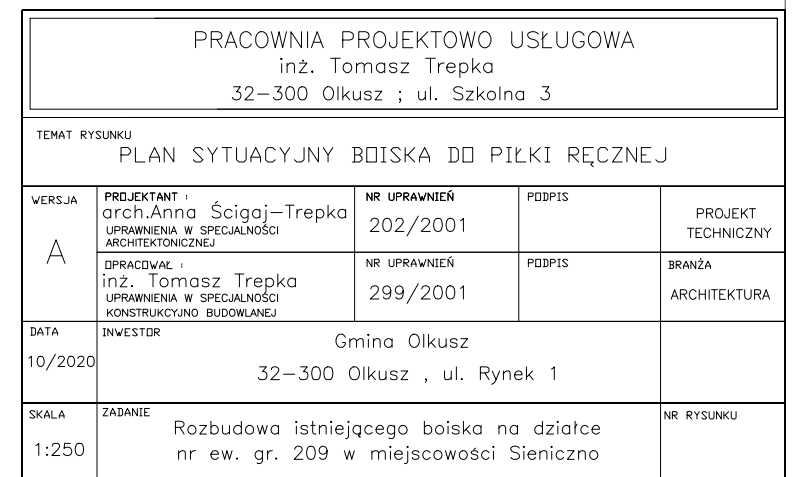 PRACOWNIA PROJEKTOWO USŁUGOWA
inż. Tomasz Trepka
32-300 Olkusz ; ul. Szkolna 3
TEMAT RYSUNKU
PLAN SYTUACYJNY BOISKA DO PIŁKI RĘCZNEJ
WERSJA
A
PROJEKTANT :
arch.Anna Ścigaj-Trepka
UPRAWNIENIA W SPECJALNOŚCI
ARCHITEKTONICZNEJ
NR UPRAWNIEŃ
202/2001
PODPIS
PROJEKT
TECHNICZNY
OPRACOWAŁ :
inż. Tomasz Trepka
UPRAWNIENIA W SPECJALNOŚCI
KONSTRUKCYJNO BUDOWLANEJ
NR UPRAWNIEŃ
299/2001
PODPIS
BRANŻA
ARCHITEKTURA
DATA
10/2020
INWESTOR
Gmina Olkusz
32-300 Olkusz , ul. Rynek 1
SKALA
1:250
ZADANIE
Rozbudowa istniejącego boiska na działce
nr ew. gr. 209 w miejscowości Sieniczno
NR RYSUNKU